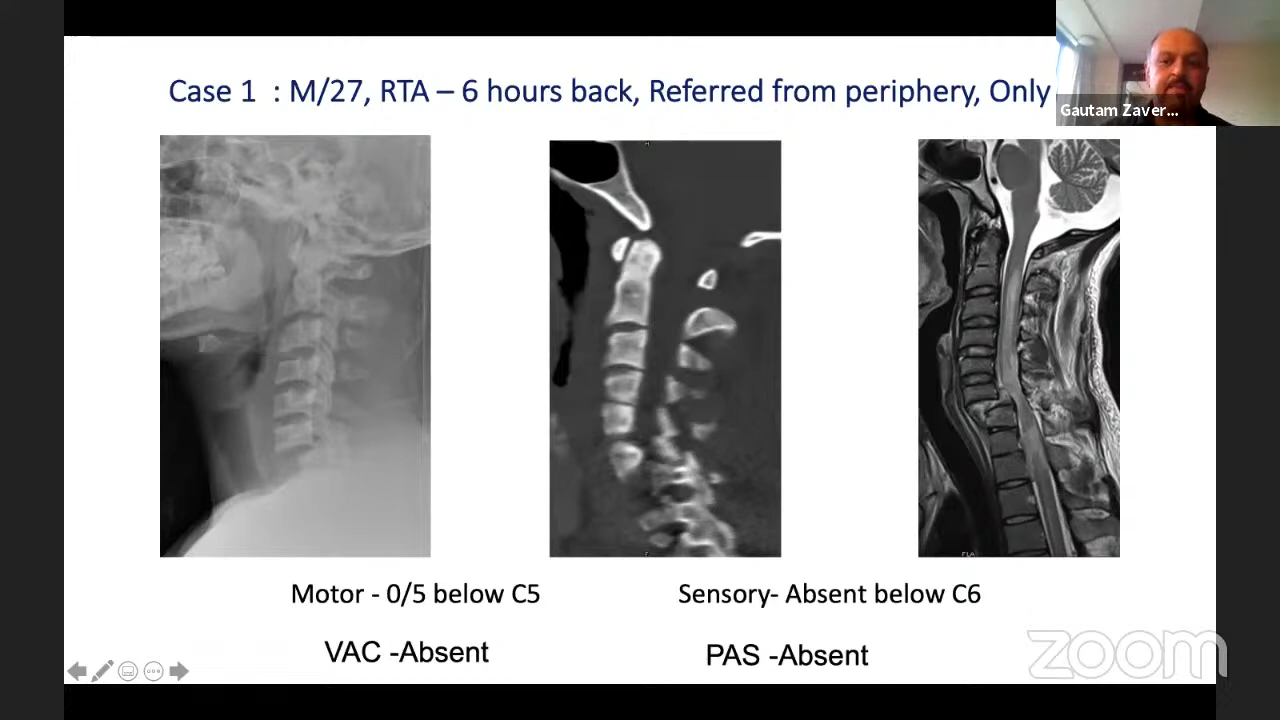 Case 1 : M/27, RTA – 6 hours back, Referred from periphery, Only
Gautam Zaver...
Motor - 0/5 below C5
Sensory- Absent below C6
VAC -Absent
PAS -Absent
zoom